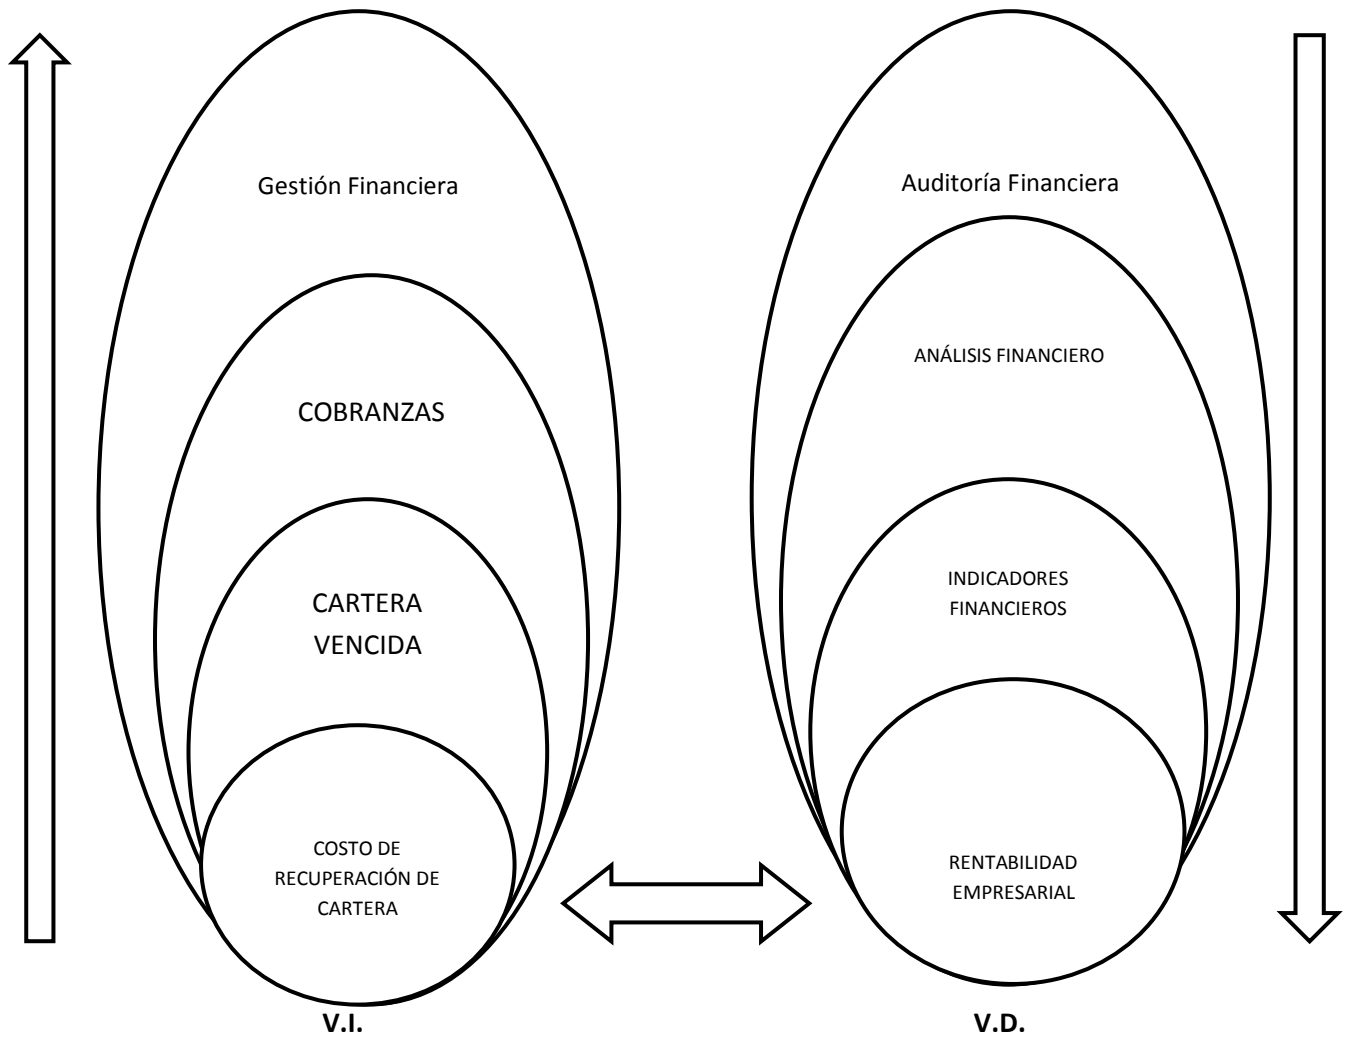 Gestión Financiera
COBRANZAS
CARTERA
VENCIDA
COSTO DE
RECUPERACIÓN DE
CARTERA
V.I.
Auditoría Financiera
ANÁLISIS FINANCIERO
INDICADORES
FINANCIEROS
RENTABILIDAD
EMPRESARIAL
V.D.